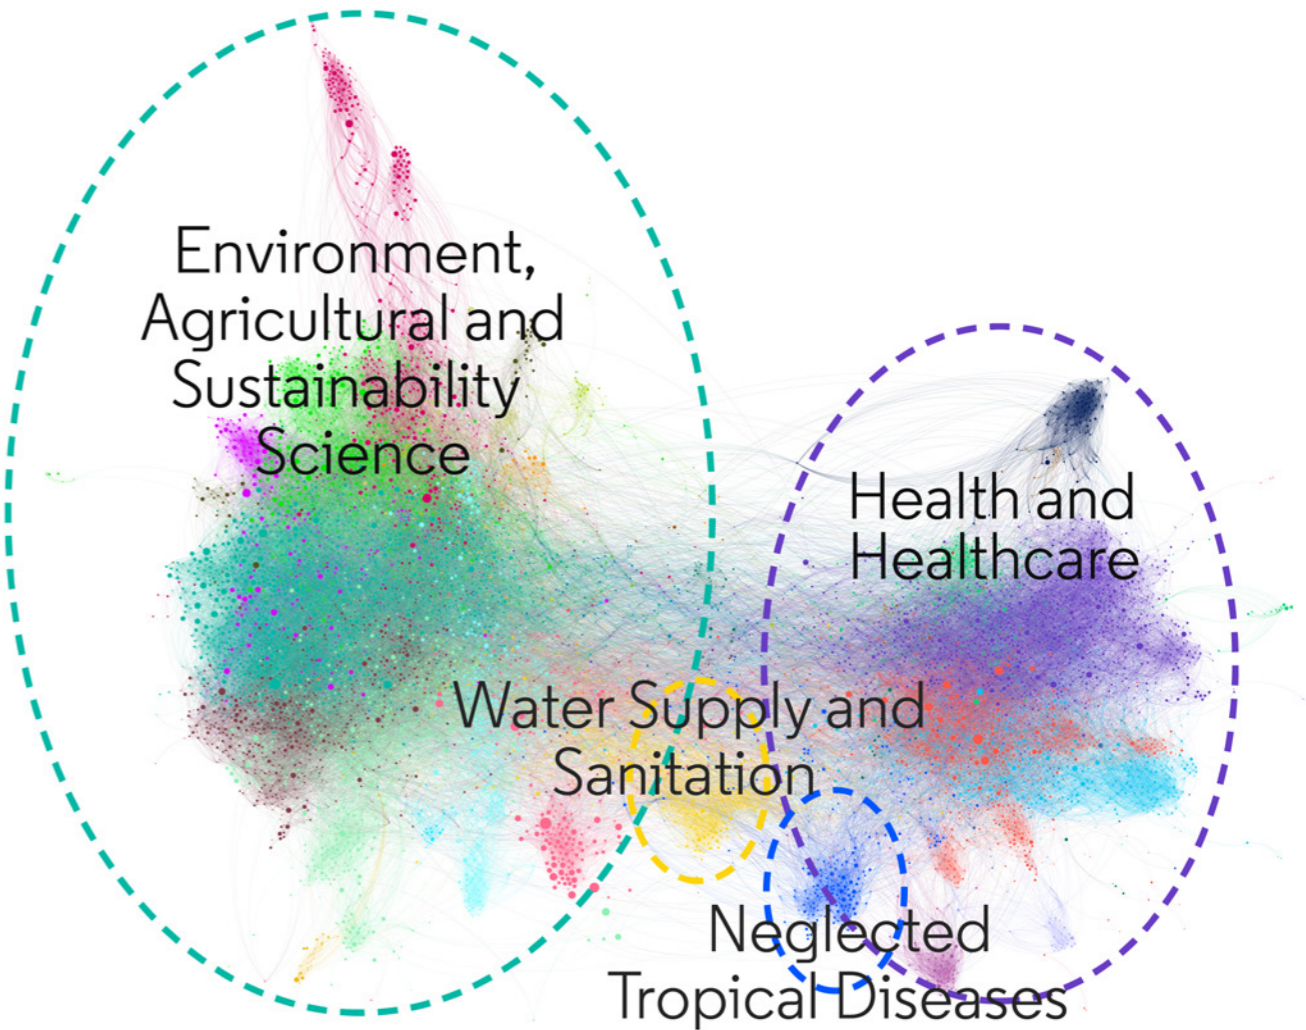 Environment,
Agricultural and
Sustainability
Science
Health and
Healthcare
Water Supply and
Sanitation
Neglected
Tropical Diseases